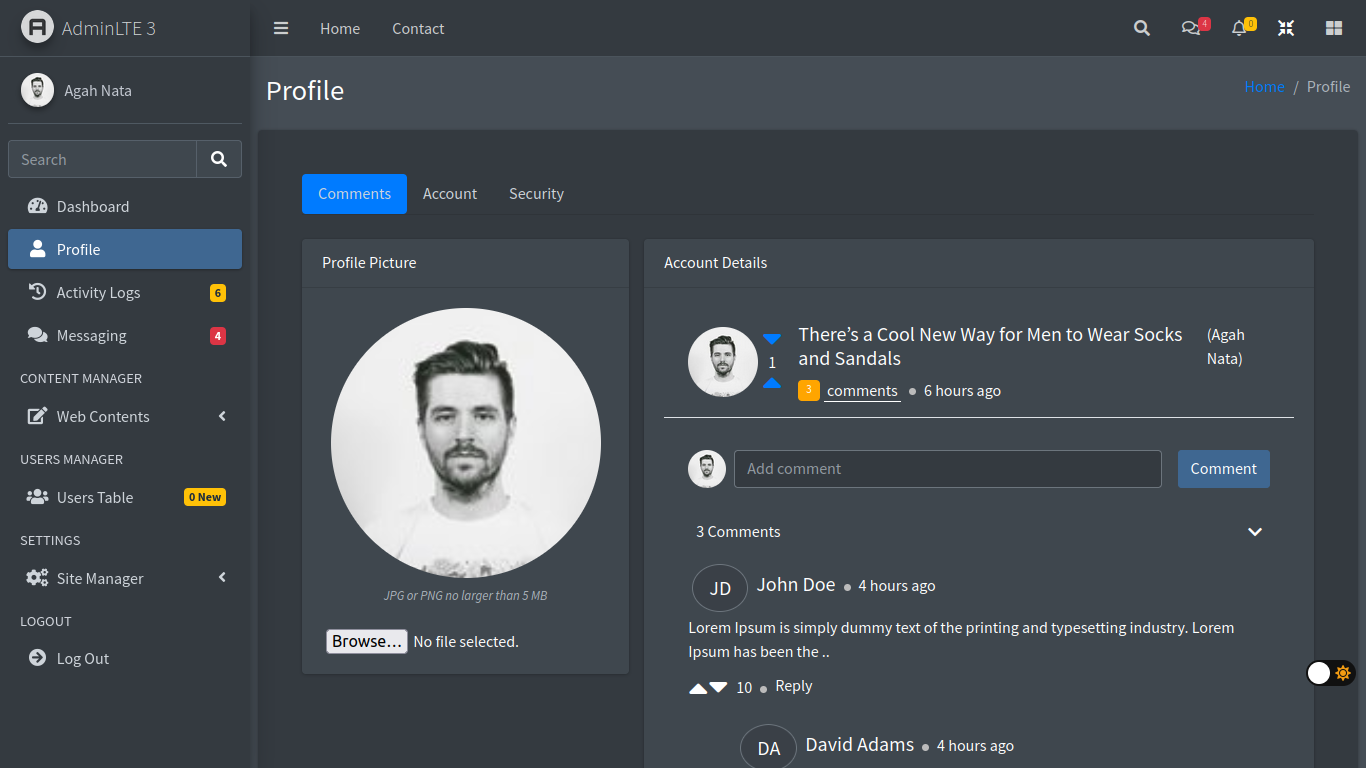 AdminLTE 3
Home
Contact
4
0
Agah Nata
Profile
Home / Profile
Search
Dashboard
Profile
Activity Logs
6
Messaging
4
CONTENT MANAGER
Web Contents
USERS MANAGER
Users Table
0 New
SETTINGS
Site Manager
LOGOUT
Log Out
Comments
Account
Security
Profile Picture
JPG or PNG no larger than 5 MB
Browse...
No file selected.
Account Details
1
There’s a Cool New Way for Men to Wear Socks
and Sandals
(Agah
Nata)
3 comments 6 hours ago
Add comment
Comment
3 Comments
JD
John Doe
4 hours ago
Lorem Ipsum is simply dummy text of the printing and typesetting industry. Lorem
Ipsum has been the ..
10
Reply
DA
David Adams
4 hours ago